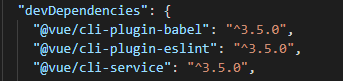 "devDependencies": {
"@vue/cli-plugin-babel": "^3.5.0",
"@vue/cli-plugin-eslint": "^3.5.0",
"@vue/cli-service": "^3.5.0",